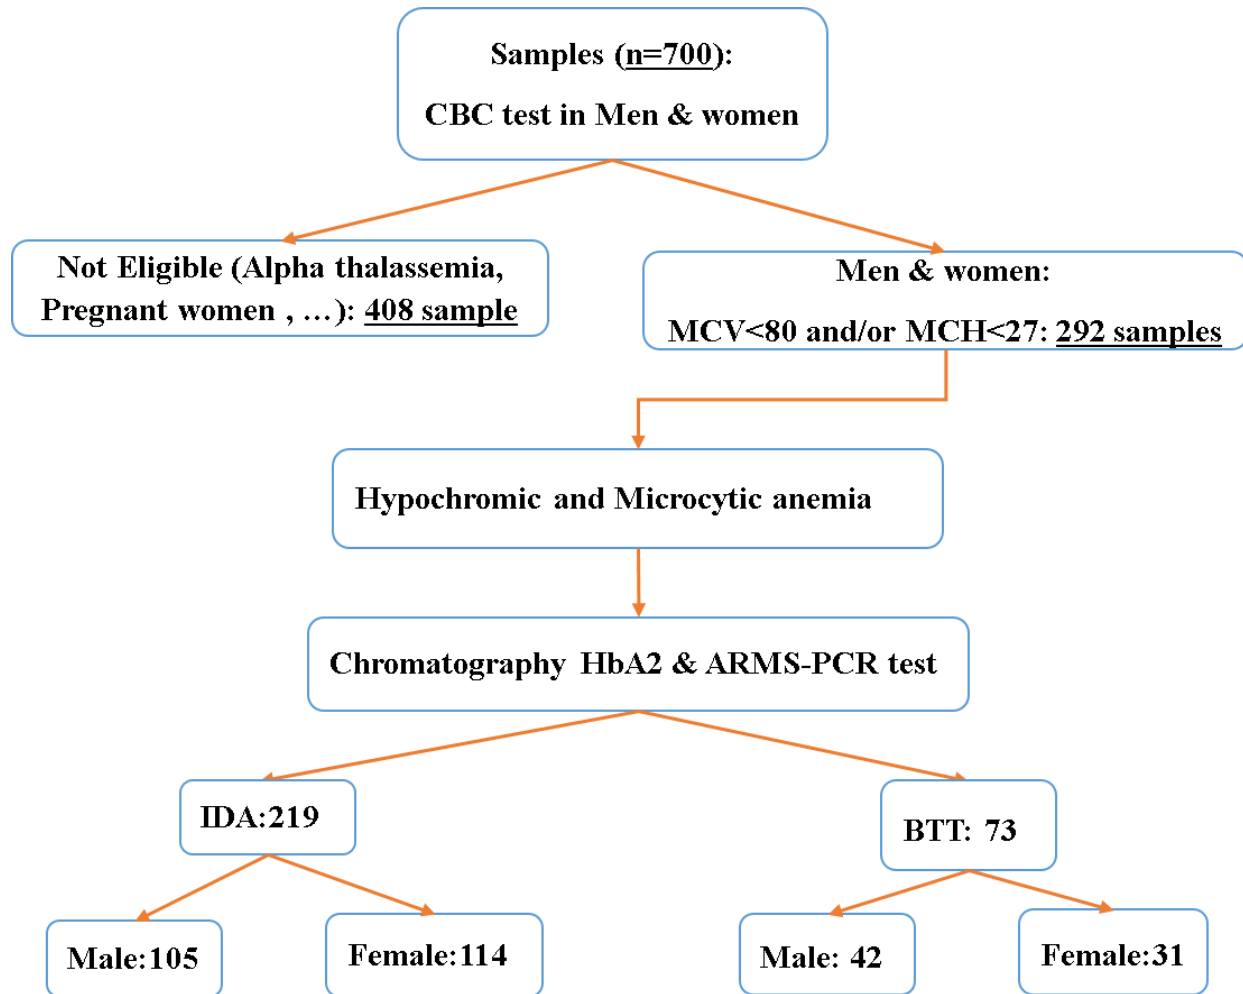 Samples (n=700):
CBC test in Men & women
Not Eligible (Alpha thalassemia,
Pregnant women , …): 408 sample
Men & women:
MCV<80 and/or MCH<27: 292 samples
Hypochromic and Microcytic anemia
Chromatography HbA2 & ARMS-PCR test
IDA:219
BTT: 73
Male:105
Female:114
Male: 42
Female:31